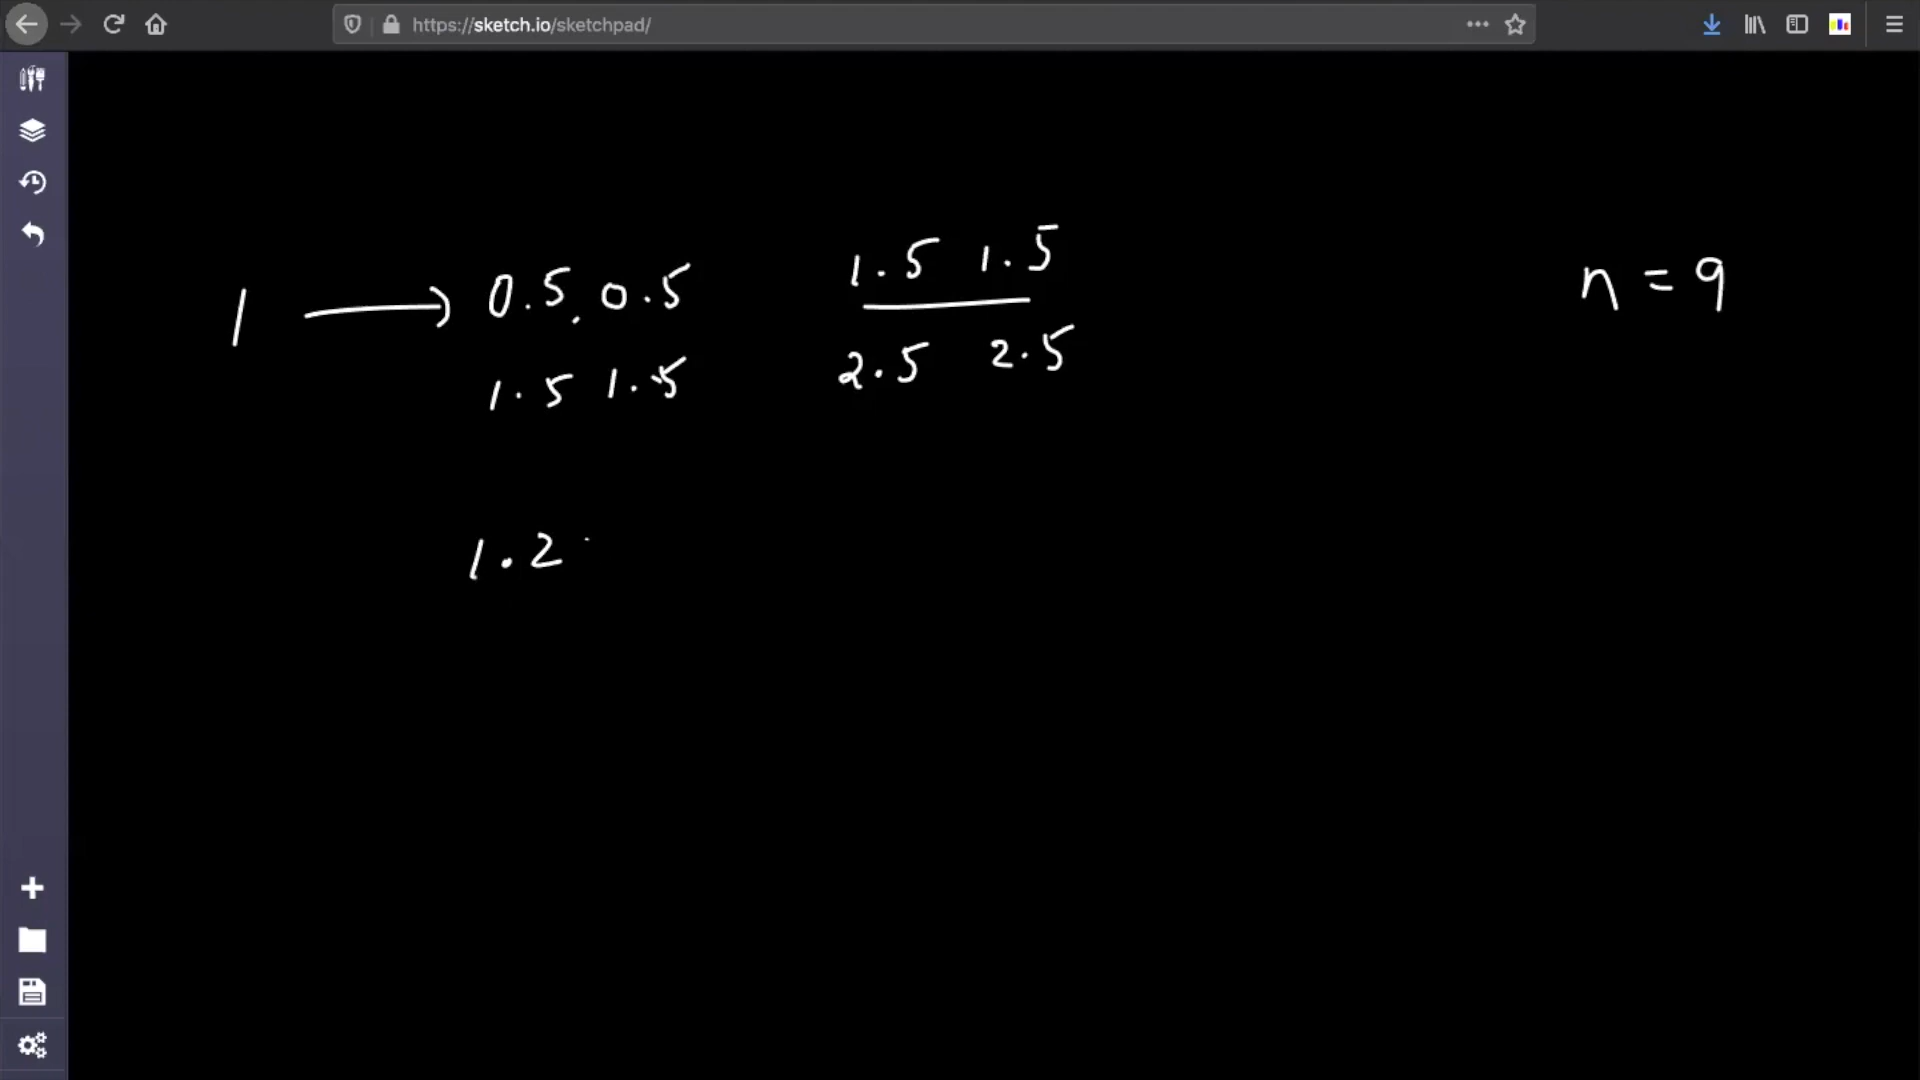 https://sketch.io/sketchpad/
1 → 0.5, 0.5
1.5 1.5
1.5 1.5
2.5 2.5
n = 9
1.2